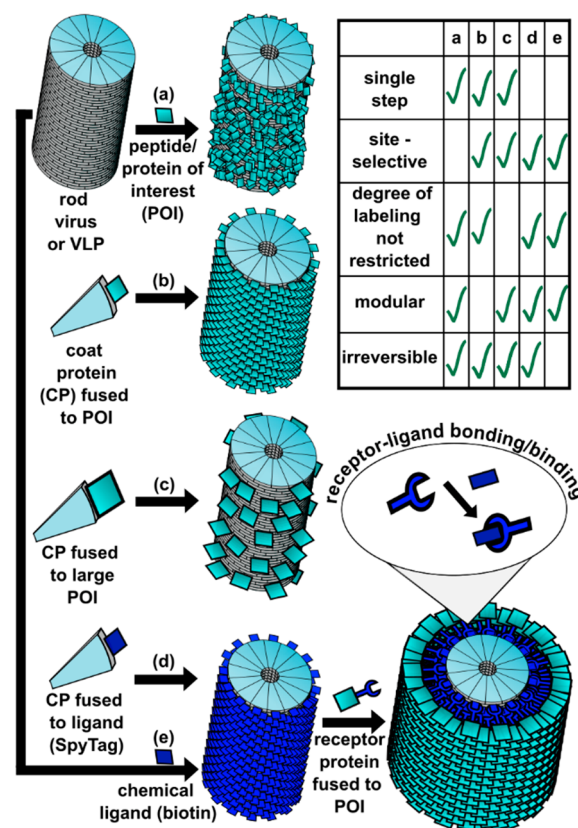 (a)
peptide/
protein of
interest
(POI)
rod
virus
or VLP
(b)
coat
protein
(CP) fused
to POI
(c)
CP fused
to large
POI
(d)
CP fused
to ligand
(SpyTag)
(e)
chemical
ligand (biotin)
receptor
protein
fused to
POI
a b c d e
single
step
√ √ √
site -
selective
√ √ √ √
degree of
labeling
not
restricted
√ √ √ √
modular
√ √ √ √
irreversible
√ √ √ √
receptor-ligand bonding/binding